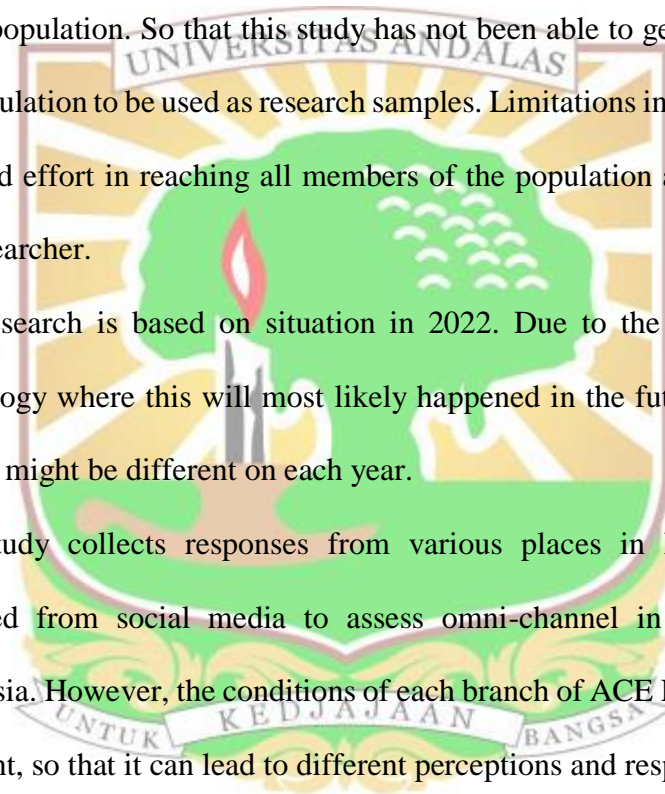 population. So that this study has not been able to ge
UNIVERSITAS ANDALAS
ulation to be used as research samples. Limitations in
d effort in reaching all members of the population a
earcher.
search is based on situation in 2022. Due to the
ogy where this will most likely happened in the fut
might be different on each year.
tudy collects responses from various places in
ed from social media to assess omni-channel in
sia. However, the conditions of each branch of ACE
UNTUK KEDJAJAAN BANGSA
nt, so that it can lead to different perceptions and resp